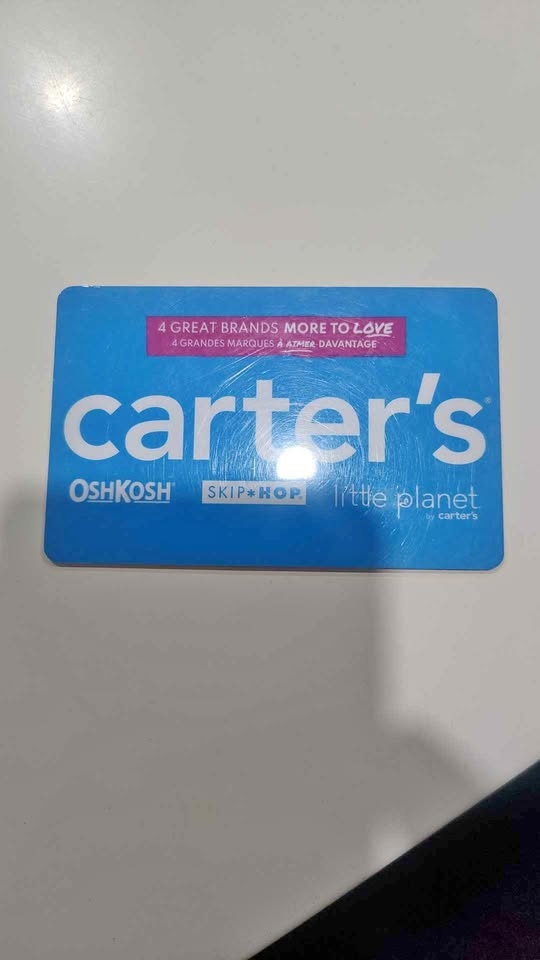 4 GREAT BRANDS MORE TO LOVE
4 GRANDES MARQUES À AIMER DAVANTAGE
carter's®
OSHKOSH SKIP*HOP. little planet
by carter's